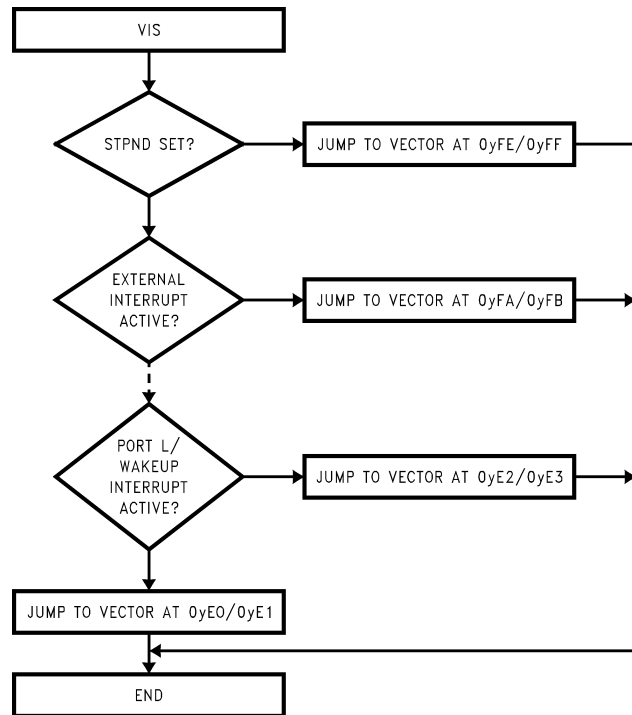 VIS
STPND SET?
JUMP TO VECTOR AT 0yFE/0yFF
EXTERNAL
INTERRUPT
ACTIVE?
JUMP TO VECTOR AT 0yFA/0yFB
PORT L/
WAKEUP
INTERRUPT
ACTIVE?
JUMP TO VECTOR AT 0yE2/0yE3
JUMP TO VECTOR AT 0yE0/0yE1
END